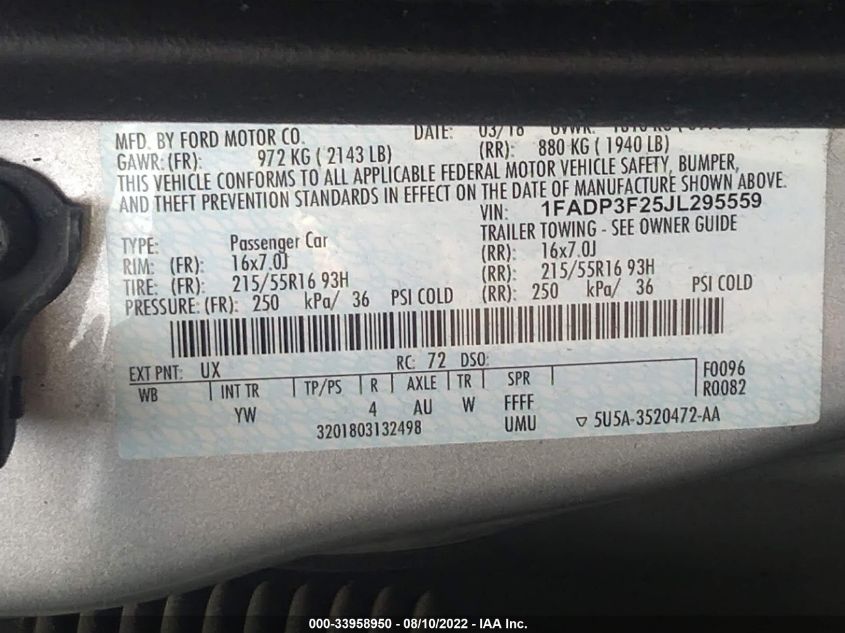 MFD. BY FORD MOTOR CO. DATE: 03/18 GVWR:
GAWR: (FR): 972 KG ( 2143 LB) (RR): 880 KG ( 1940 LB)
THIS VEHICLE CONFORMS TO ALL APPLICABLE FEDERAL MOTOR VEHICLE SAFETY, BUMPER,
AND THEFT PREVENTION STANDARDS IN EFFECT ON THE DATE OF MANUFACTURE SHOWN ABOVE.
VIN: 1FADP3F25JL295559
TRAILER TOWING - SEE OWNER GUIDE
TYPE: Passenger Car
RIM: (FR): 16x7.0J (RR): 16x7.0J
TIRE: (FR): 215/55R16 93H (RR): 215/55R16 93H
PRESSURE: (FR): 250 kPa/ 36 PSI COLD (RR): 250 kPa/ 36 PSI COLD
EXT PNT: UX RC: 72 DSO:
WB INT TR TP/PS R AXLE TR SPR F0096
R0082
YW 4 AU W FFFF
3201803132498 UMU ▽ 5U5A-3520472-AA
000-33958950 - 08/10/2022 - IAA Inc.